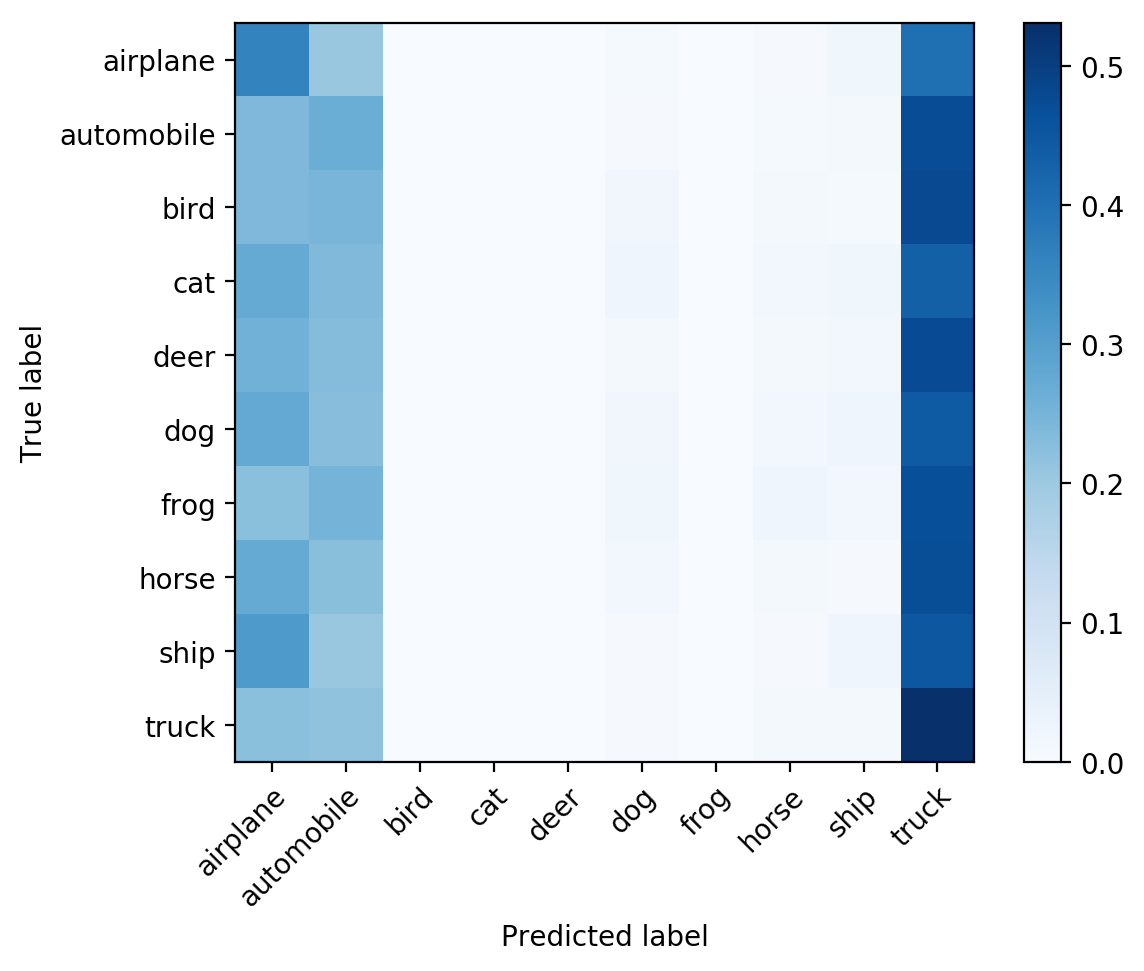 True label
airplane
automobile
bird
cat
deer
dog
frog
horse
ship
truck
airplane
automobile
bird
cat
deer
dog
frog
horse
ship
truck
Predicted label
0.5
0.4
0.3
0.2
0.1
0.0